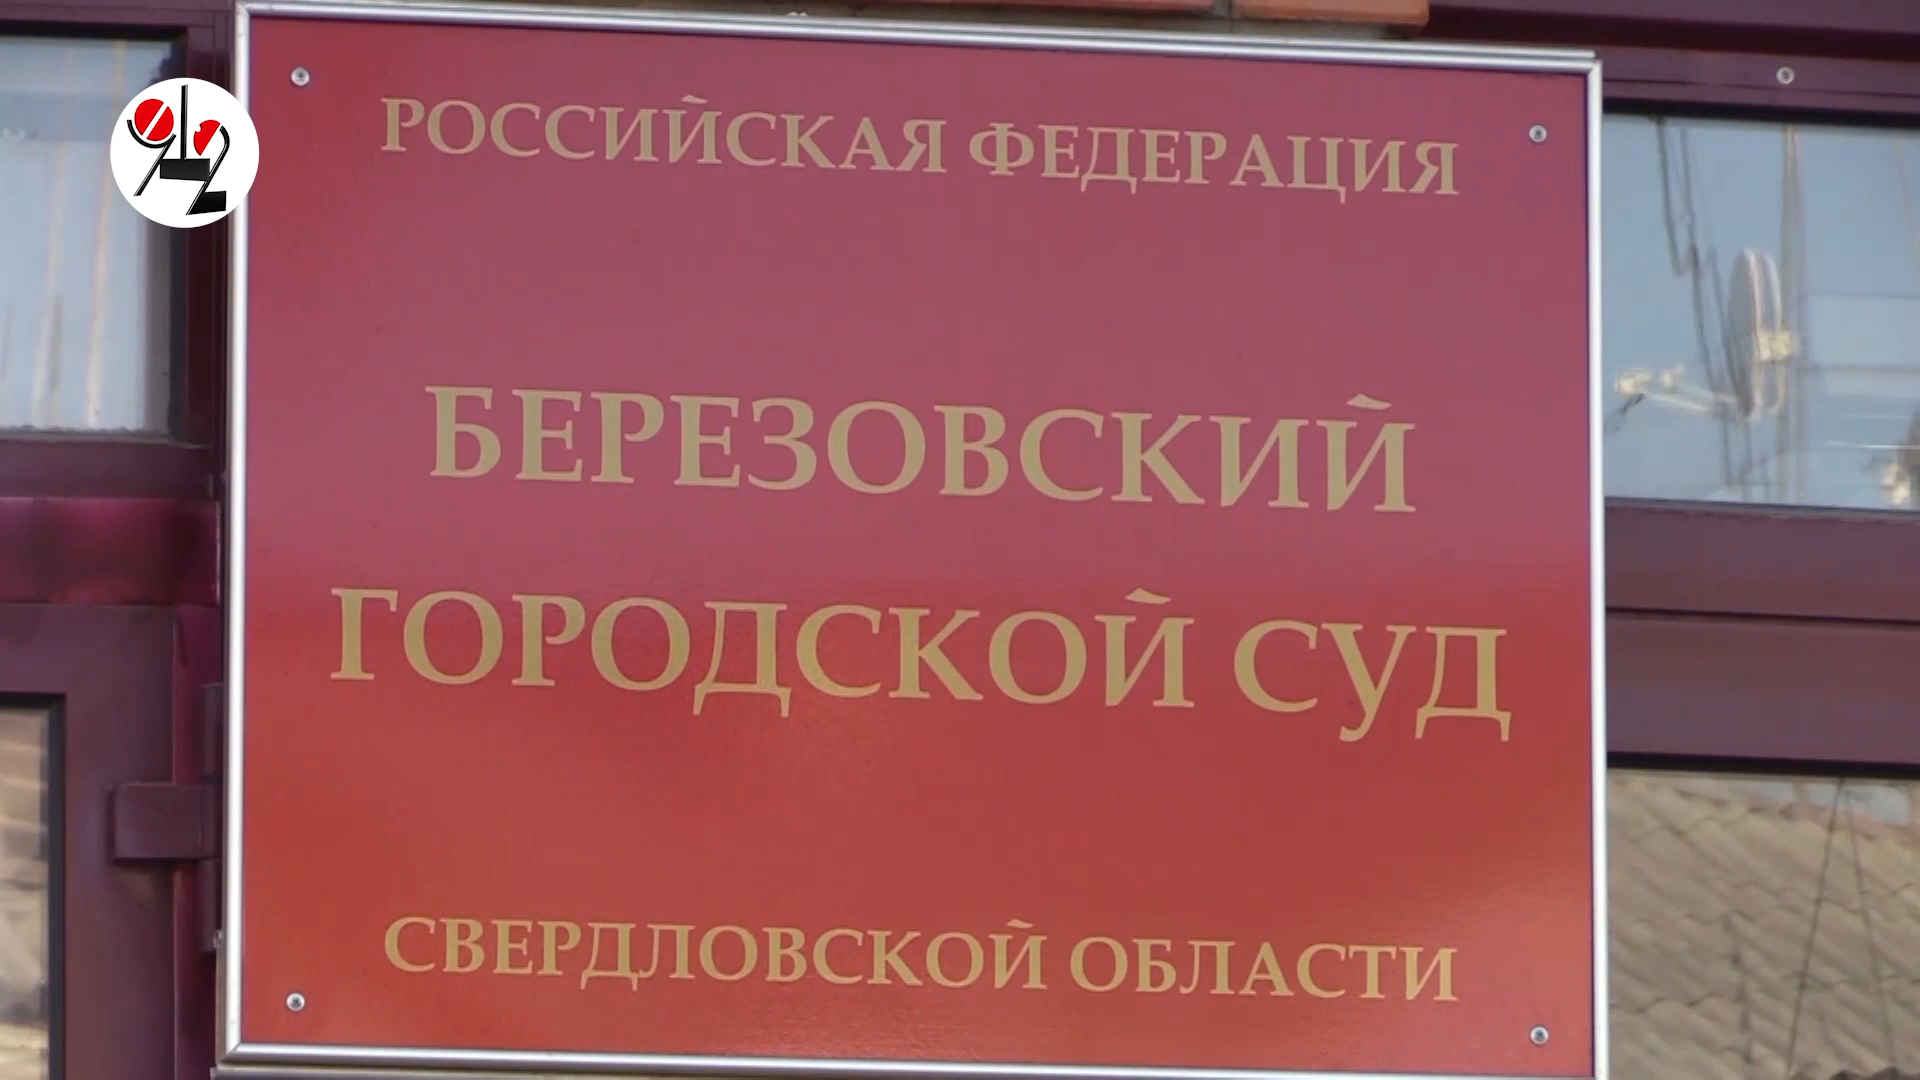 РОССИЙСКАЯ ФЕДЕРАЦИЯ
БЕРЕЗОВСКИЙ
ГОРОДСКОЙ СУД
СВЕРДЛОВСКОЙ ОБЛАСТИ